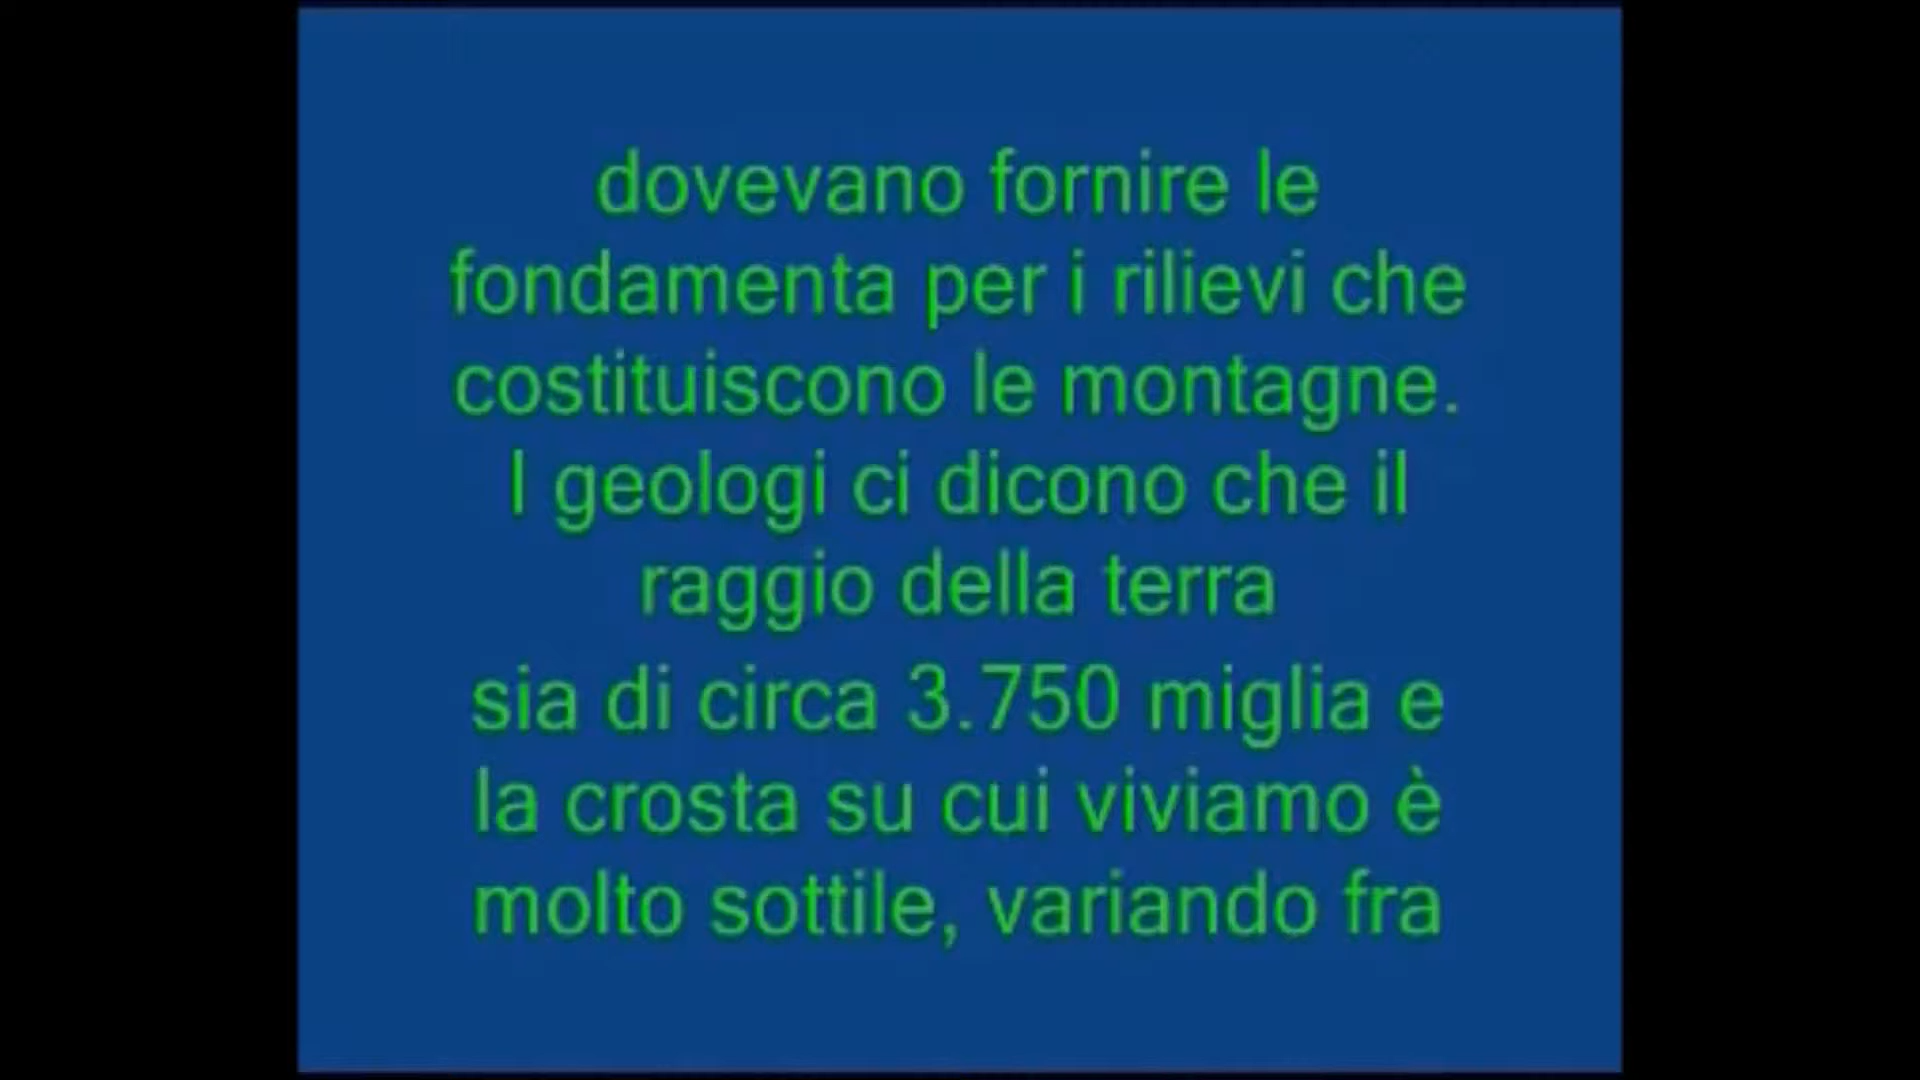 dovevano fornire le
fondamenta per i rilievi che
costituiscono le montagne.
I geologi ci dicono che il
raggio della terra
sia di circa 3.750 miglia e
la crosta su cui viviamo è
molto sottile, variando fra